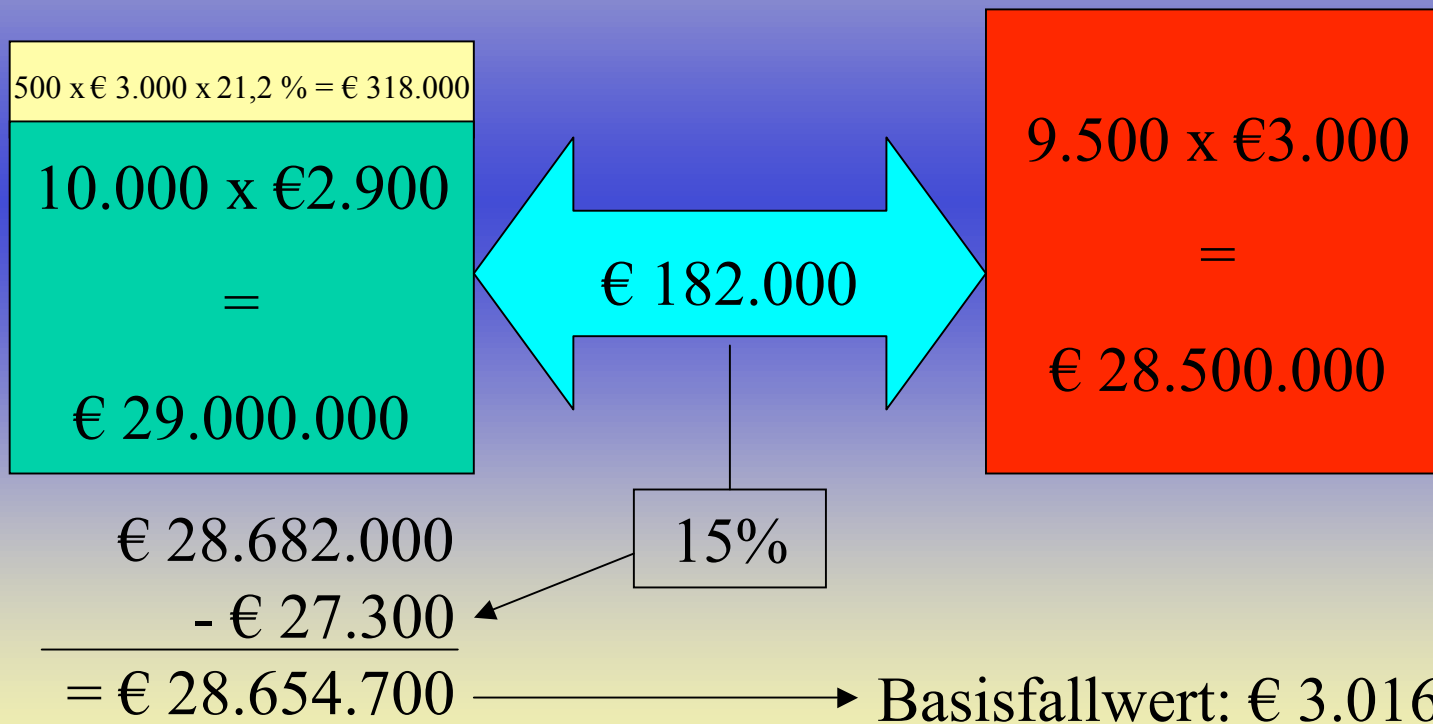 500 x € 3.000 x 21,2 % = € 318.000
10.000 x €2.900
=
€ 29.000.000
€ 182.000
9.500 x €3.000
=
€ 28.500.000
15%
€ 28.682.000
- € 27.300
= € 28.654.700
Basisfallwert: € 3.016